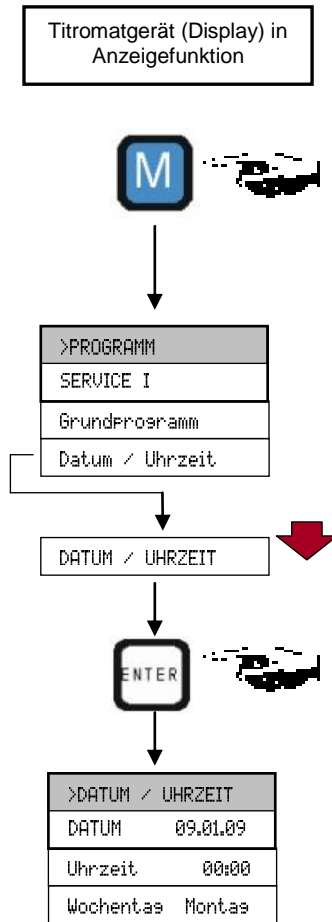 Titromatgerät (Display) in
Anzeigefunktion
M
>PROGRAMM
SERVICE I
Grundprogramm
Datum / Uhrzeit
DATUM / UHRZEIT
ENTER
>DATUM / UHRZEIT
DATUM 09.01.09
Uhrzeit 00:00
Wochentag Montag